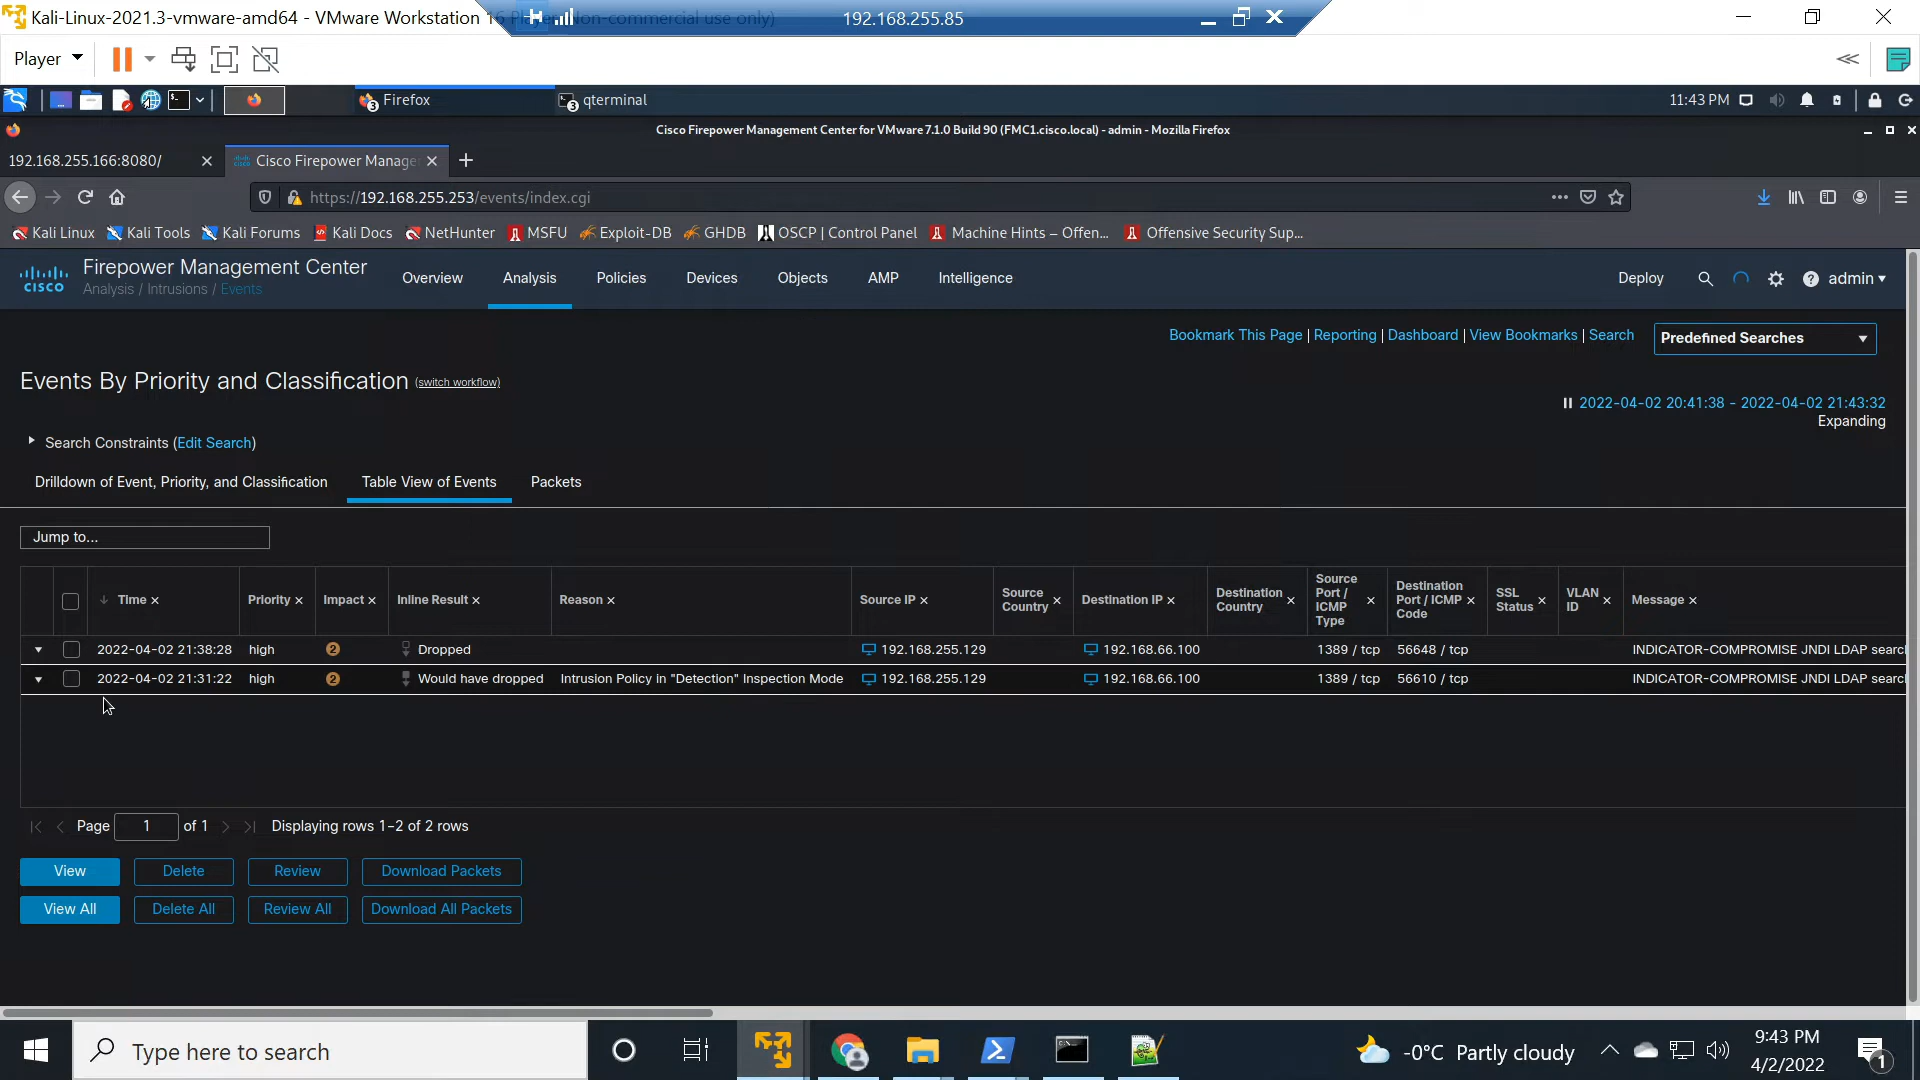 Kali-Linux-2021.3-vmware-amd64 - VMware Workstation 16 Player (Non-commercial use only)
192.168.255.85
Player
Firefox
3
qterminal
3
11:43 PM
Cisco Firepower Management Center for VMware 7.1.0 Build 90 (FMC1.cisco.local) - admin - Mozilla Firefox
192.168.255.166:8080/
Cisco Firepower Manage
https://192.168.255.253/events/index.cgi
Kali Linux
Kali Tools
Kali Forums
Kali Docs
NetHunter
MSFU
Exploit-DB
GHDB
OSCP | Control Panel
Machine Hints – Offen...
Offensive Security Sup...
CISCO
Firepower Management Center
Analysis / Intrusions / Events
Overview
Analysis
Policies
Devices
Objects
AMP
Intelligence
Deploy
admin
Bookmark This Page | Reporting | Dashboard | View Bookmarks | Search
Predefined Searches
Events By Priority and Classification (switch workflow)
2022-04-02 20:41:38 - 2022-04-02 21:43:32
Expanding
Search Constraints (Edit Search)
Drilldown of Event, Priority, and Classification
Table View of Events
Packets
Jump to...
Time
Priority
Impact
Inline Result
Reason
Source IP
Source Country
Destination IP
Destination Country
Source Port / ICMP Type
Destination Port / ICMP Code
SSL Status
VLAN ID
Message
2022-04-02 21:38:28 high 2 Dropped 192.168.255.129 192.168.66.100 1389 / tcp 56648 / tcp INDICATOR-COMPROMISE JNDI LDAP searc
2022-04-02 21:31:22 high 2 Would have dropped Intrusion Policy in "Detection" Inspection Mode 192.168.255.129 192.168.66.100 1389 / tcp 56610 / tcp INDICATOR-COMPROMISE JNDI LDAP searc
Page 1 of 1 Displaying rows 1–2 of 2 rows
View
Delete
Review
Download Packets
View All
Delete All
Review All
Download All Packets
Type here to search
-0°C Partly cloudy
9:43 PM
4/2/2022
1